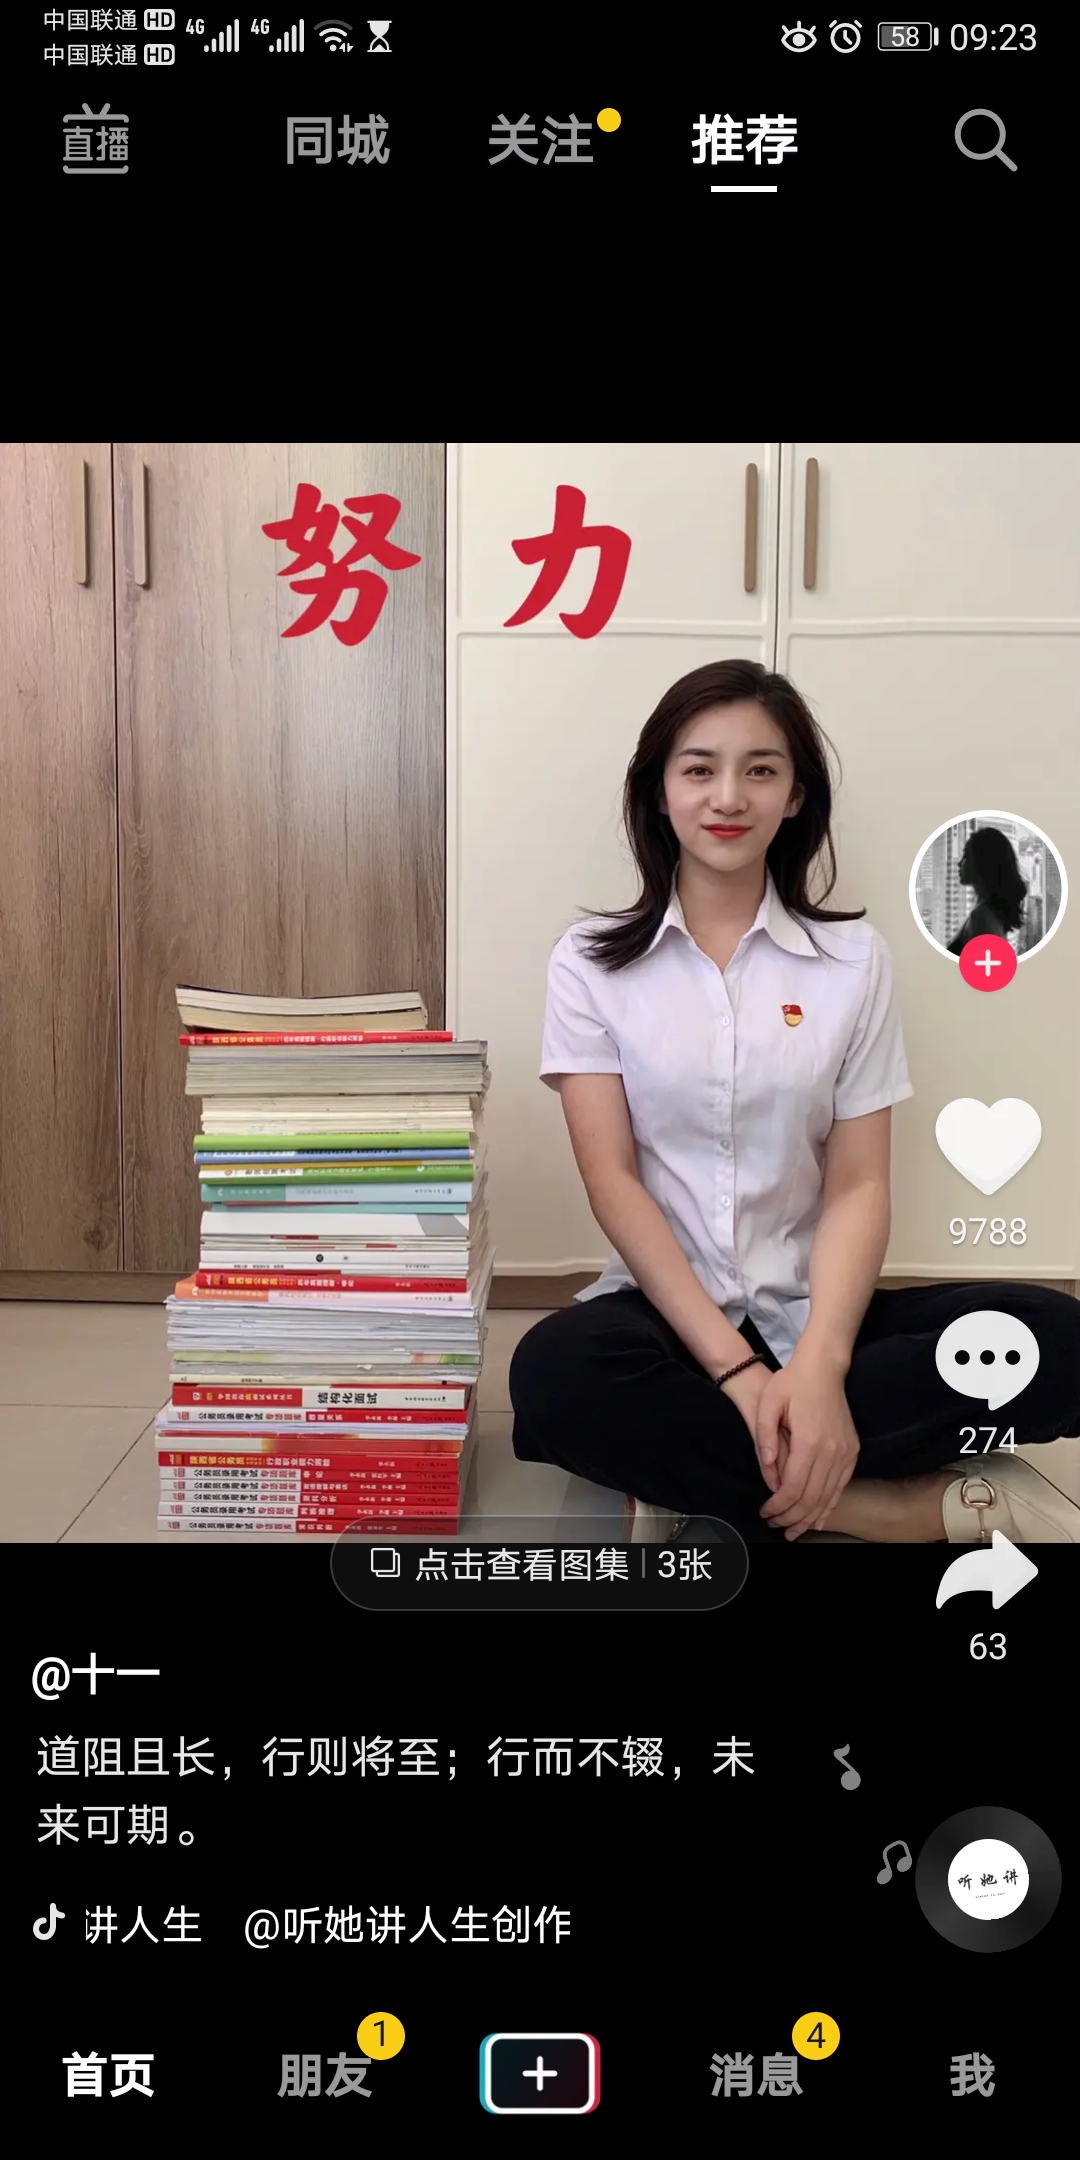 中国联通 HD 4G 4G 58 09:23
中国联通 HD
直播 同城 关注 推荐
努力
结构化面试
9788
274
点击查看图集 | 3张
63
@十一
道阻且长，行则将至；行而不辍，未
来可期。
讲人生 @听她讲人生创作
听她讲
首页 朋友 1 消息 4 我